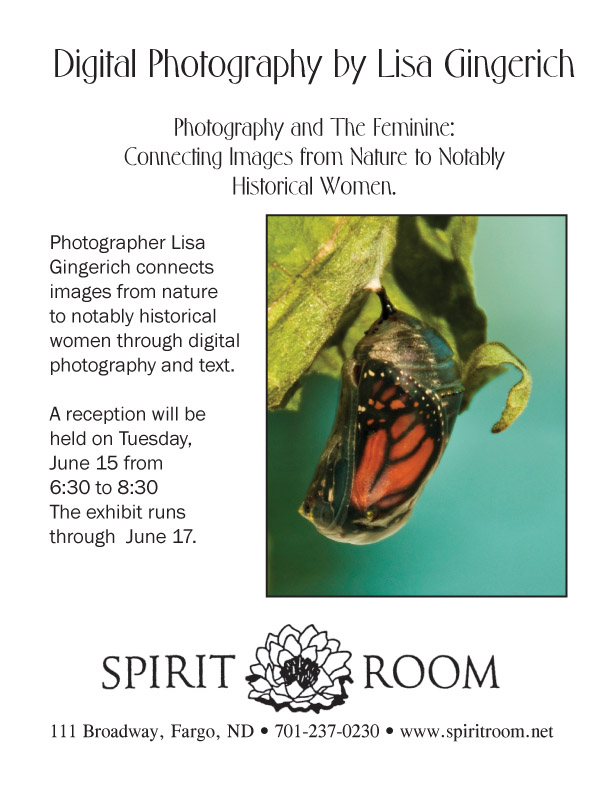 Digital Photography by Lisa Gingerich
Photography and The Feminine:
Connecting Images from Nature to Notably
Historical Women.
Photographer Lisa
Gingerich connects
images from nature
to notably historical
women through digital
photography and text.
A reception will be
held on Tuesday,
June 15 from
6:30 to 8:30
The exhibit runs
through June 17.
SPIRIT ROOM
111 Broadway, Fargo, ND • 701-237-0230 • www.spiritroom.net